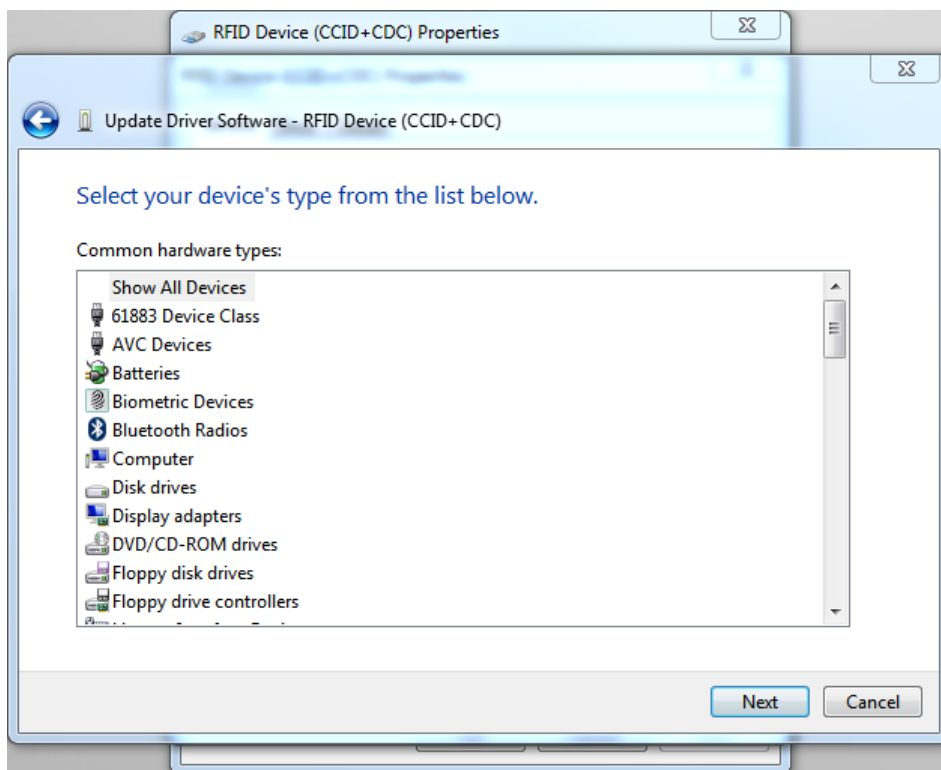 RFID Device (CCID+CDC) Properties
Update Driver Software - RFID Device (CCID+CDC)
Select your device's type from the list below.
Common hardware types:
Show All Devices
61883 Device Class
AVC Devices
Batteries
Biometric Devices
Bluetooth Radios
Computer
Disk drives
Display adapters
DVD/CD-ROM drives
Floppy disk drives
Floppy drive controllers
Next
Cancel